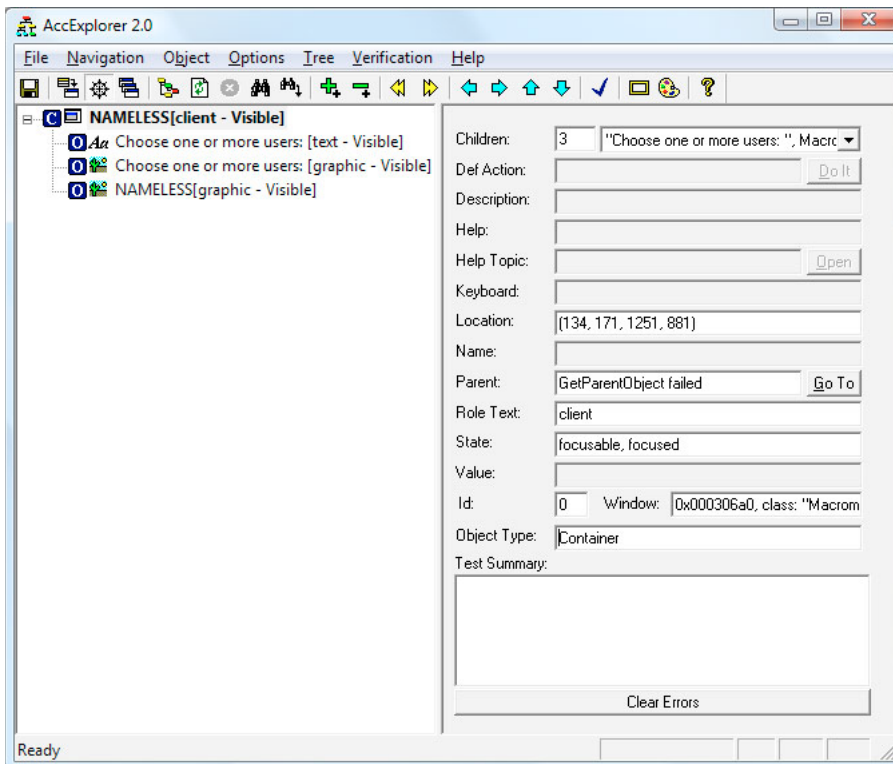 AccExplorer 2.0
File Navigation Object Options Tree Verification Help
NAMELESS[client - Visible]
Choose one or more users: [text - Visible]
Choose one or more users: [graphic - Visible]
NAMELESS[graphic - Visible]
Children: 3 "Choose one or more users: ", Macrc
Def Action: Do It
Description:
Help:
Help Topic: Open
Keyboard:
Location: (134, 171, 1251, 881)
Name:
Parent: GetParentObject failed Go To
Role Text: client
State: focusable, focused
Value:
Id: 0 Window: 0x000306a0, class: "Macrom
Object Type: Container
Test Summary:
Clear Errors
Ready